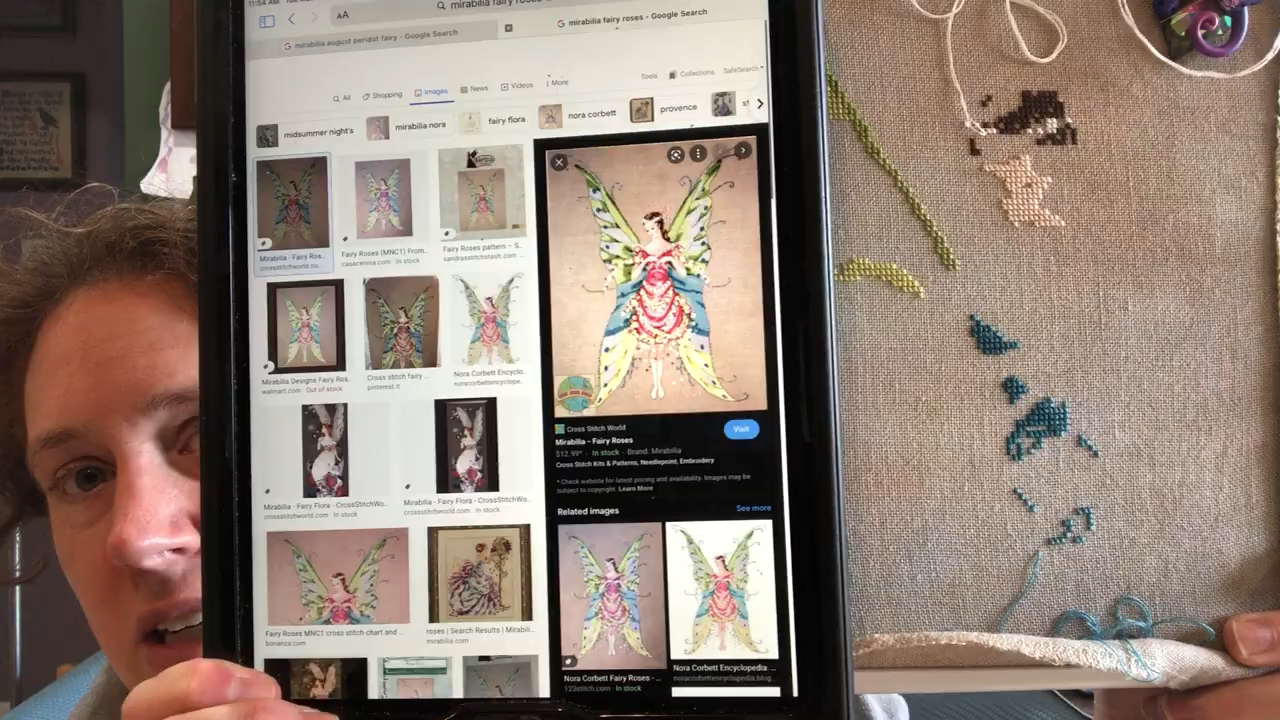 11:54 AM
AA
mirabilia fairy roses
mirabilia august peridot fairy - Google Search
mirabilia fairy roses - Google Search
All
Shopping
Images
News
Videos
More
Tools
Collections
SafeSearch
midsummer night's
mirabilia nora
fairy flora
nora corbett
provence
Mirabilia - Fairy Ros...
crossstitchworld.co...
Fairy Roses (MNC1) From...
casacenina.com · In stock
Fairy Roses pattern – S...
sandrasstitchstash.com ...
Mirabilia Designs Fairy Ros...
walmart.com · Out of stock
Cross stitch fairy ...
pinterest.it
Nora Corbett Encyclo...
noracorbettencyclope...
Mirabilia - Fairy Flora - CrossStitchWo...
crossstitchworld.com · In stock
Mirabilia - Fairy Flora - CrossStitchWo...
crossstitchworld.com · In stock
Fairy Roses MNC1 cross stitch chart and ...
bonanza.com
roses | Search Results | Mirabili...
mirabilia.com
Cross Stitch World
Visit
Mirabilia - Fairy Roses
$12.99* · In stock · Brand: Mirabilia
Cross Stitch Kits & Patterns, Needlepoint, Embroidery
* Check website for latest pricing and availability. Images may be
subject to copyright. Learn More
Related images
See more
Nora Corbett Fairy Roses - ...
123stitch.com · In stock
Nora Corbett Encyclopedia: ...
noracorbettencyclopedia.blog...